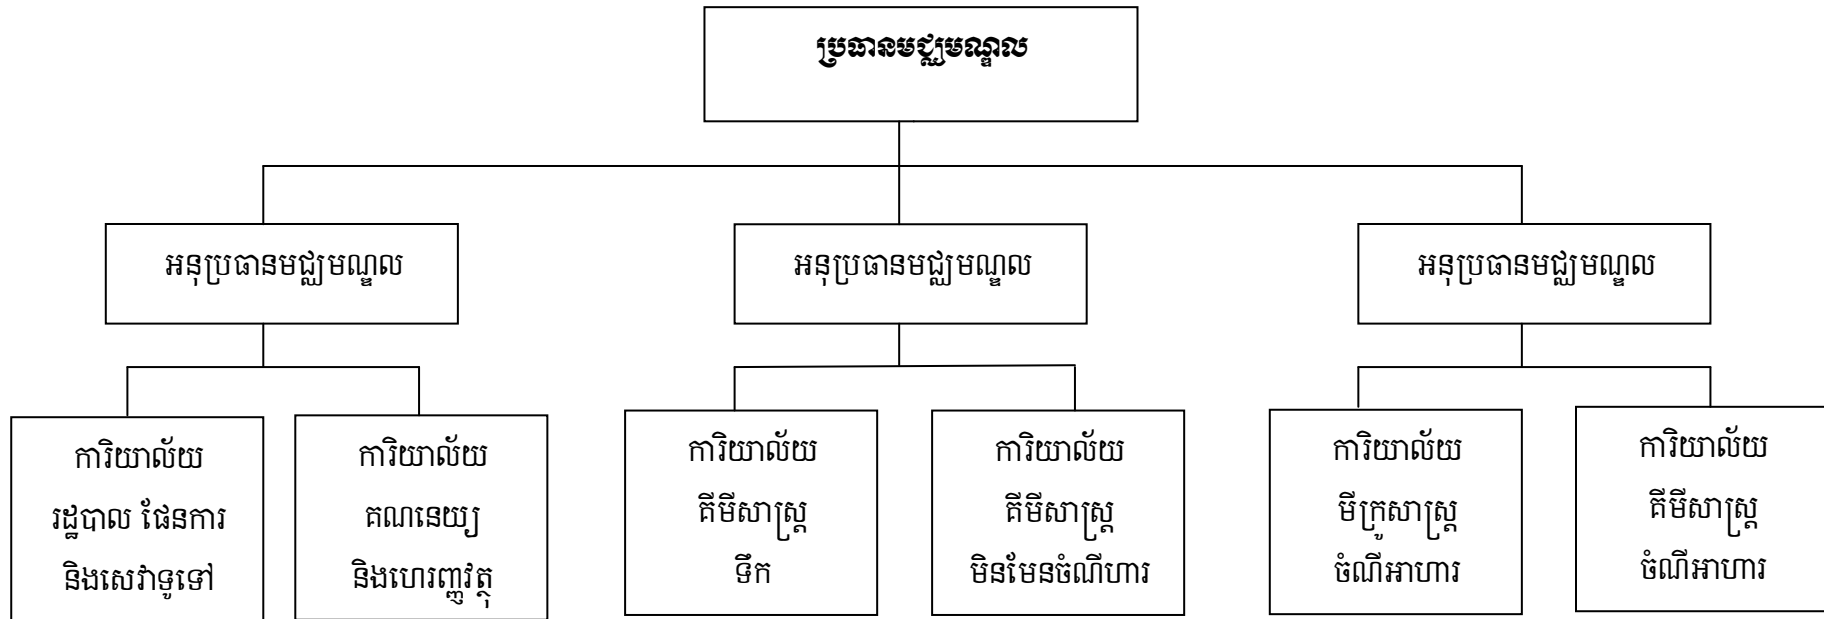 ប្រធានមជ្ឈមណ្ឌល
អនុប្រធានមជ្ឈមណ្ឌល
អនុប្រធានមជ្ឈមណ្ឌល
អនុប្រធានមជ្ឈមណ្ឌល
ការិយាល័យ
រដ្ឋបាល ផែនការ
និងសេវាទូទៅ
ការិយាល័យ
គណនេយ្យ
និងហេរញ្ញវត្ថុ
ការិយាល័យ
គីមីសាស្ត្រ
ទឹក
ការិយាល័យ
គីមីសាស្ត្រ
មិនមែនចំណីហារ
ការិយាល័យ
មីក្រូសាស្ត្រ
ចំណីអាហារ
ការិយាល័យ
គីមីសាស្ត្រ
ចំណីអាហារ